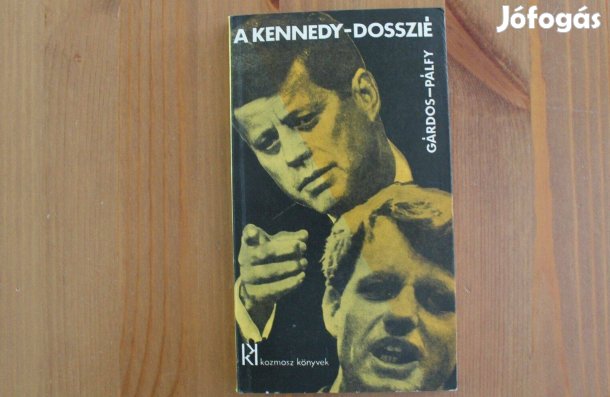 Jófogás
A KENNEDY-DOSSZIÉ
GÁRDOS-PÁLFY
kozmosz könyvek